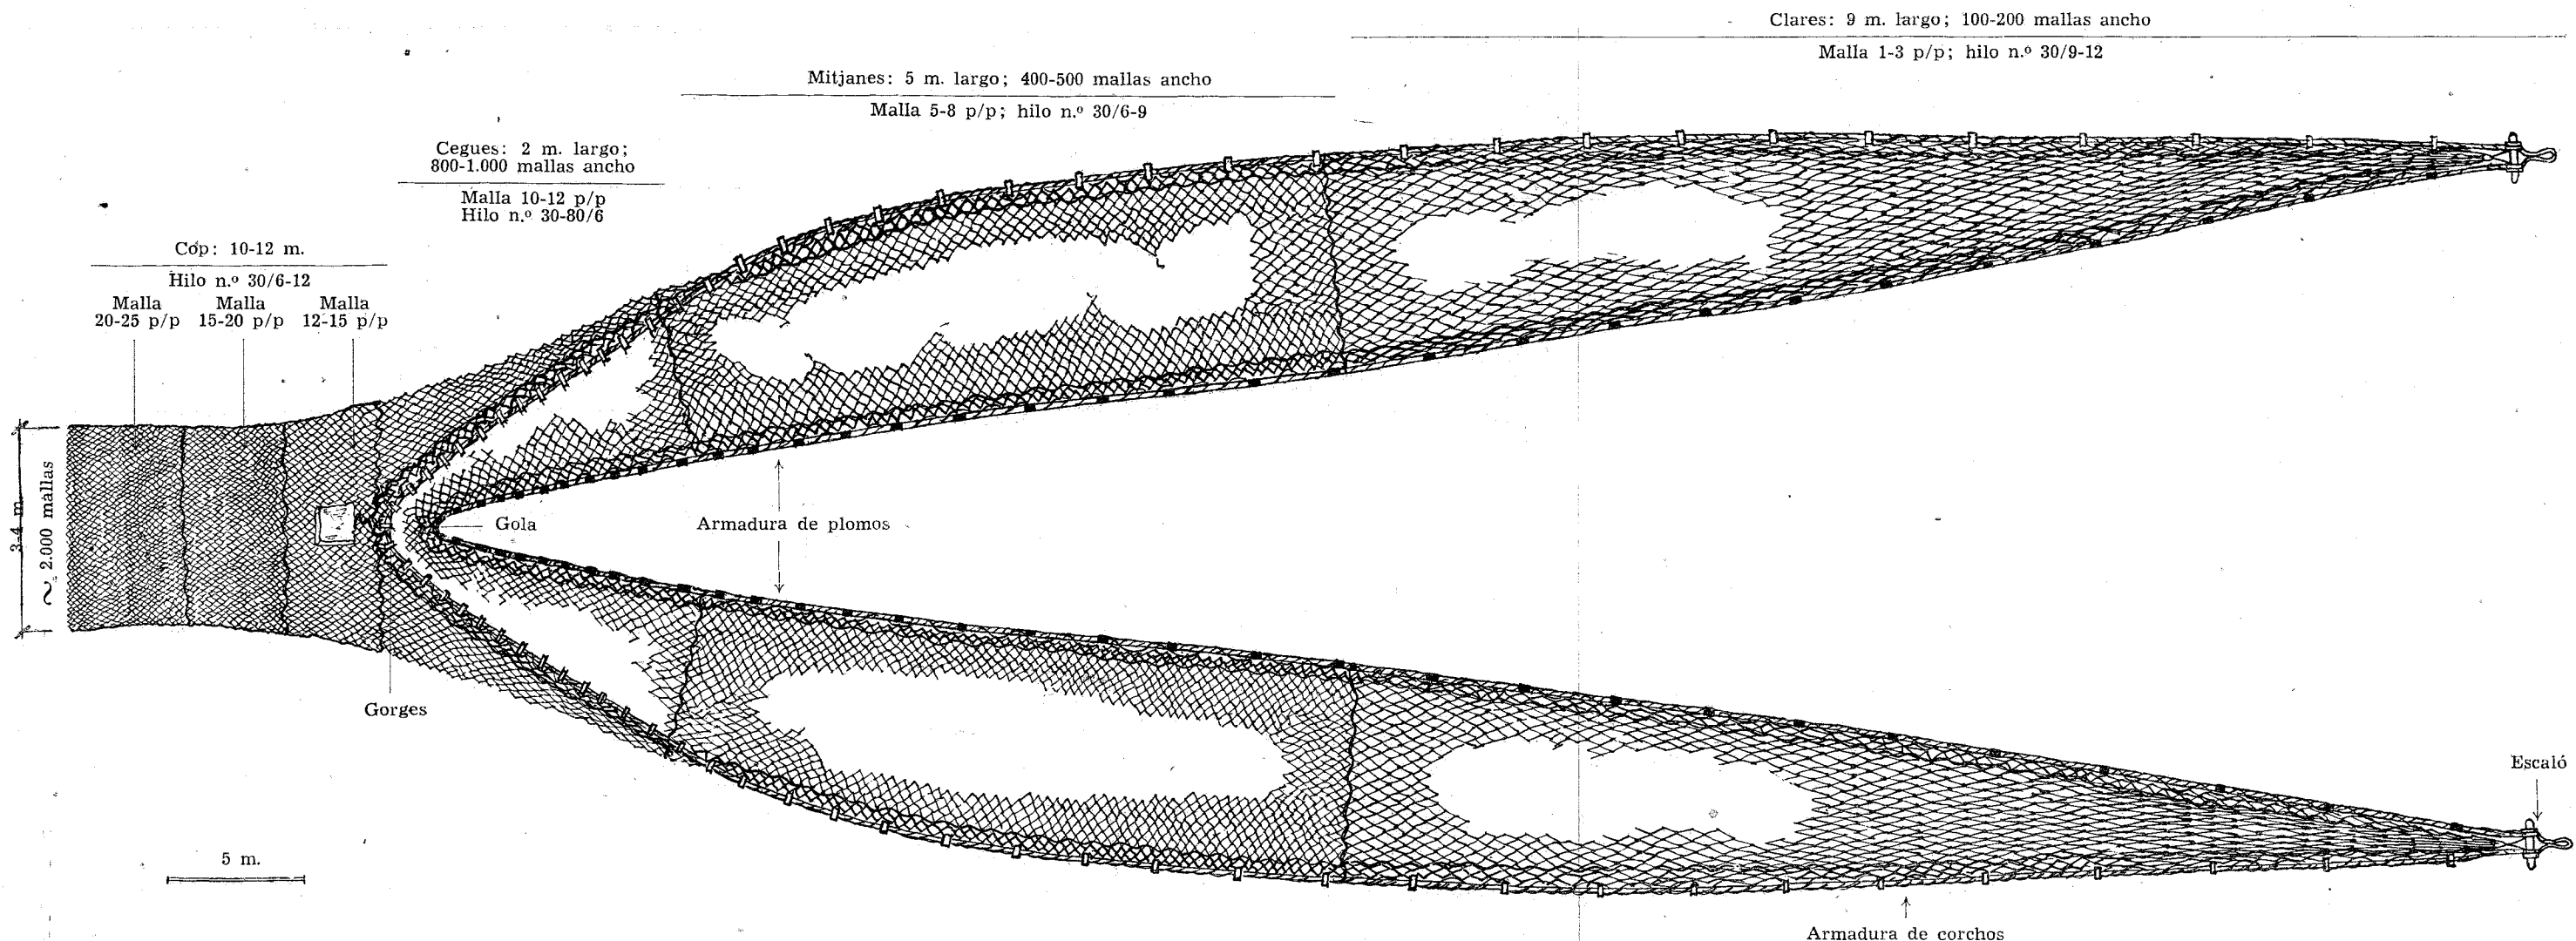 Clares: 9 m. largo; 100-200 mallas ancho
Malla 1-3 p/p; hilo n.º 30/9-12
Mitjanes: 5 m. largo; 400-500 mallas ancho
Malla 5-8 p/p; hilo n.º 30/6-9
Cegues: 2 m. largo;
800-1.000 mallas ancho
Malla 10-12 p/p
Hilo n.º 30-80/6
Cóp: 10-12 m.
Hilo n.º 30/6-12
Malla
20-25 p/p
Malla
15-20 p/p
Malla
12-15 p/p
3-4 m.
~ 2.000 mallas
Gola
Armadura de plomos
Gorges
Escaló
5 m.
Armadura de corchos